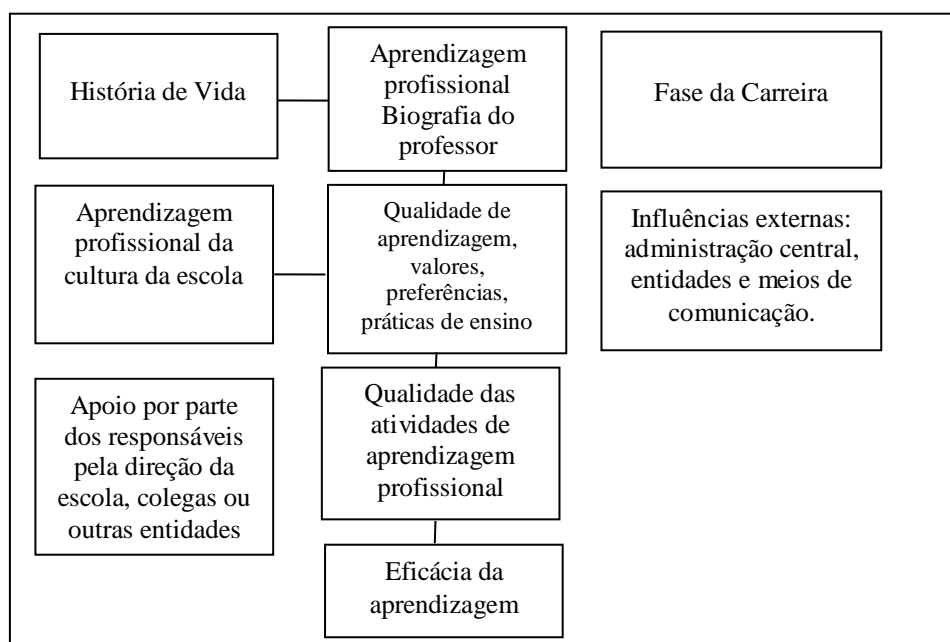 História de Vida
Aprendizagem
profissional
Biografia do
professor
Fase da Carreira
Aprendizagem
profissional da
cultura da escola
Qualidade de
aprendizagem,
valores,
preferências,
práticas de ensino
Influências externas:
administração central,
entidades e meios de
comunicação.
Apoio por parte
dos responsáveis
pela direção da
escola, colegas ou
outras entidades
Qualidade das
atividades de
aprendizagem
profissional
Eficácia da
aprendizagem